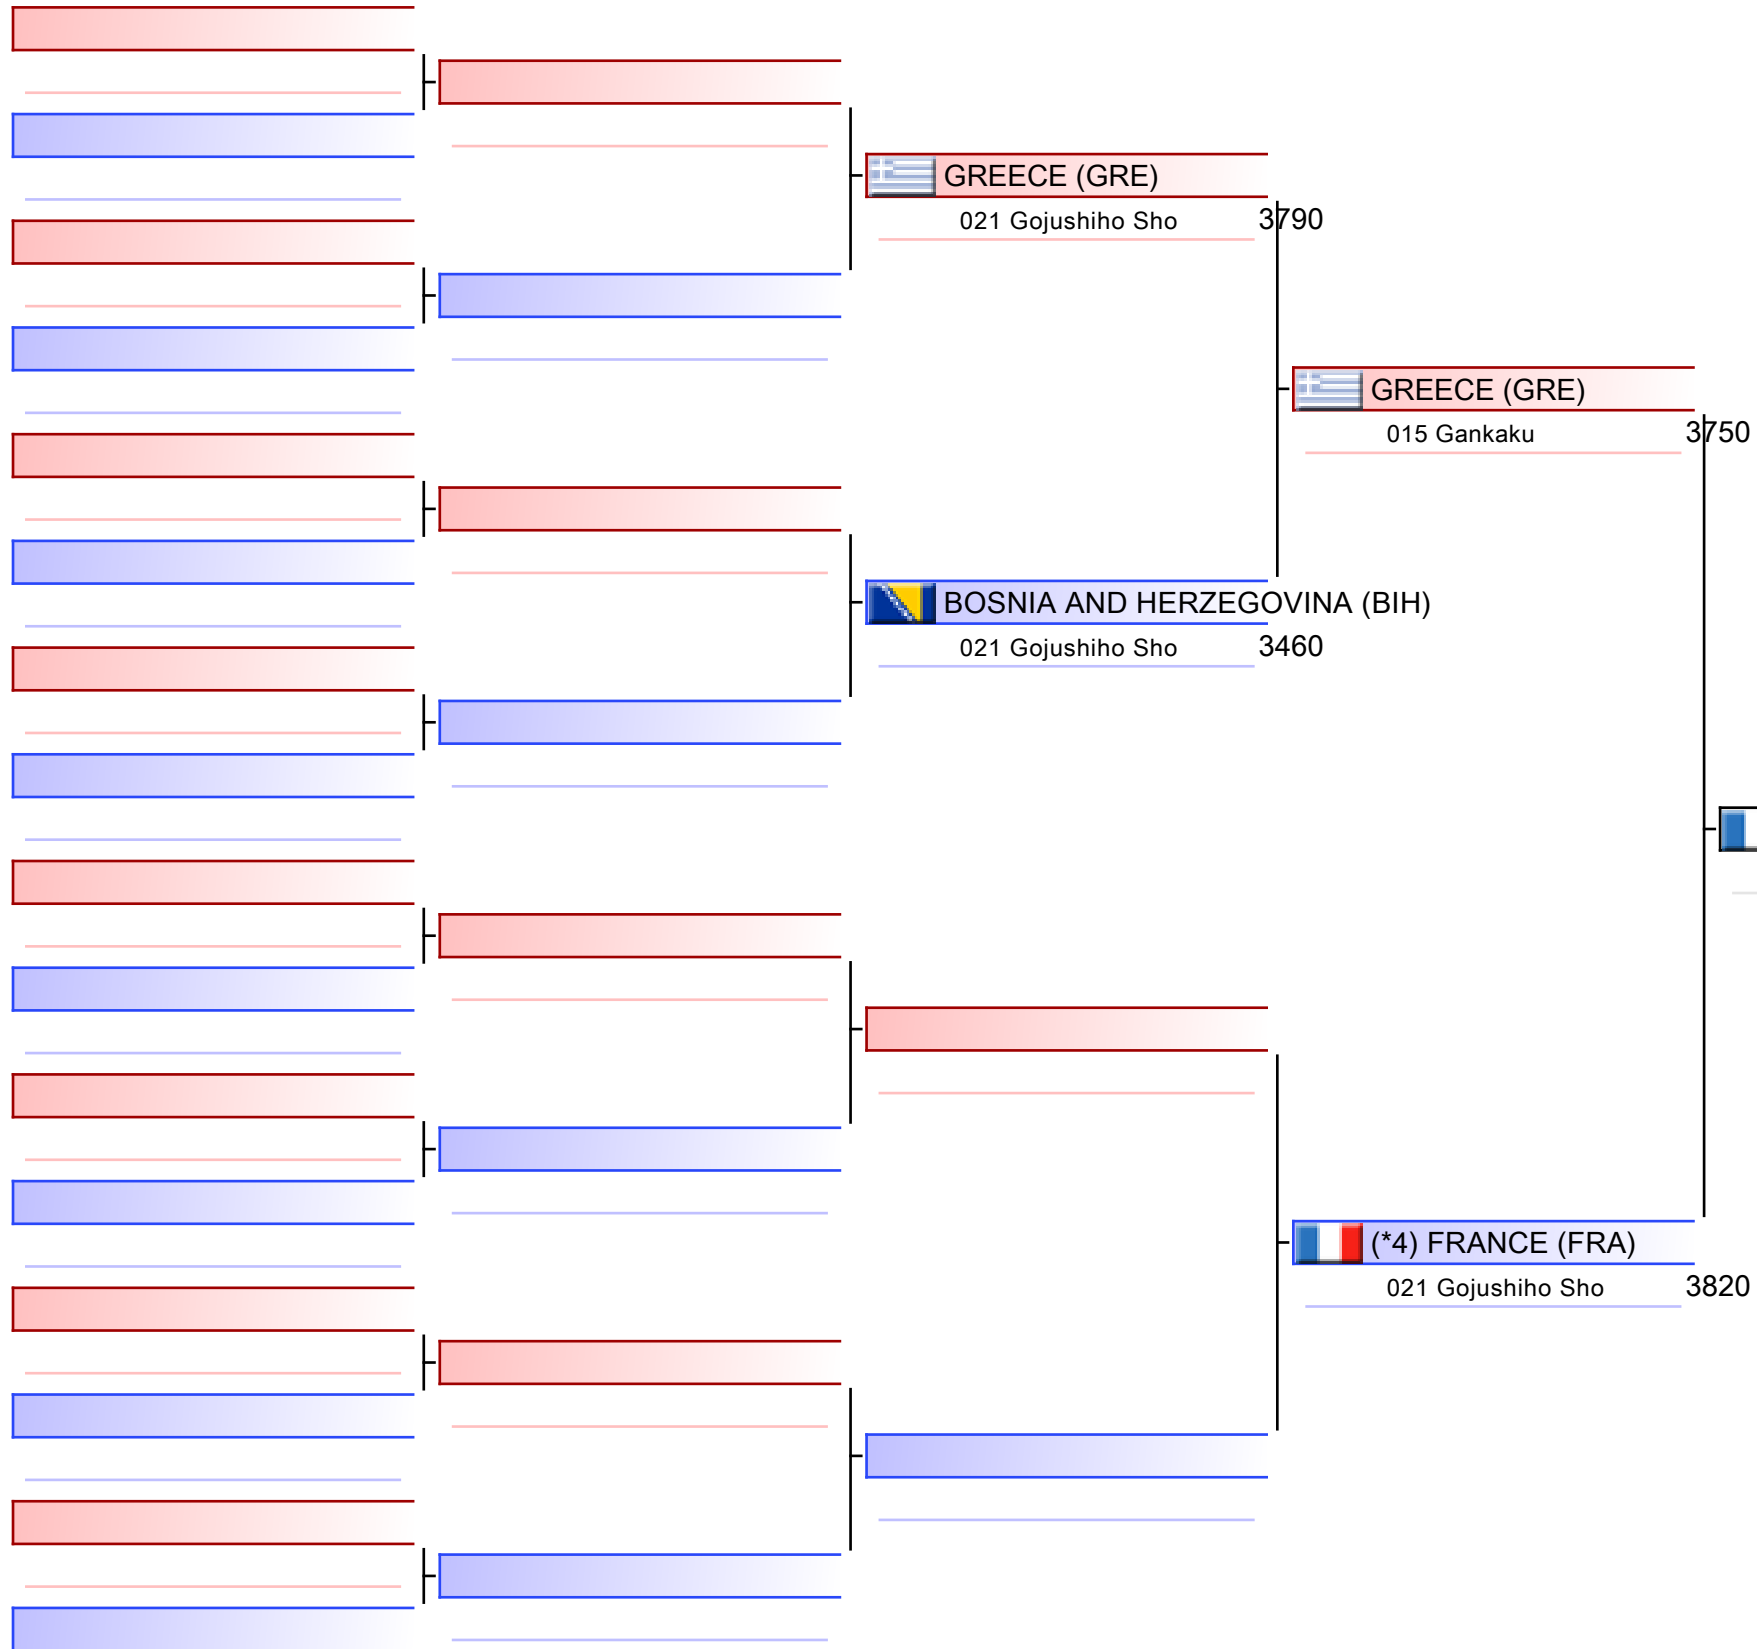 GREECE (GRE)
021 Gojushiho Sho 3790
GREECE (GRE)
015 Gankaku 3750
BOSNIA AND HERZEGOVINA (BIH)
021 Gojushiho Sho 3460
(*4) FRANCE (FRA)
021 Gojushiho Sho 3820